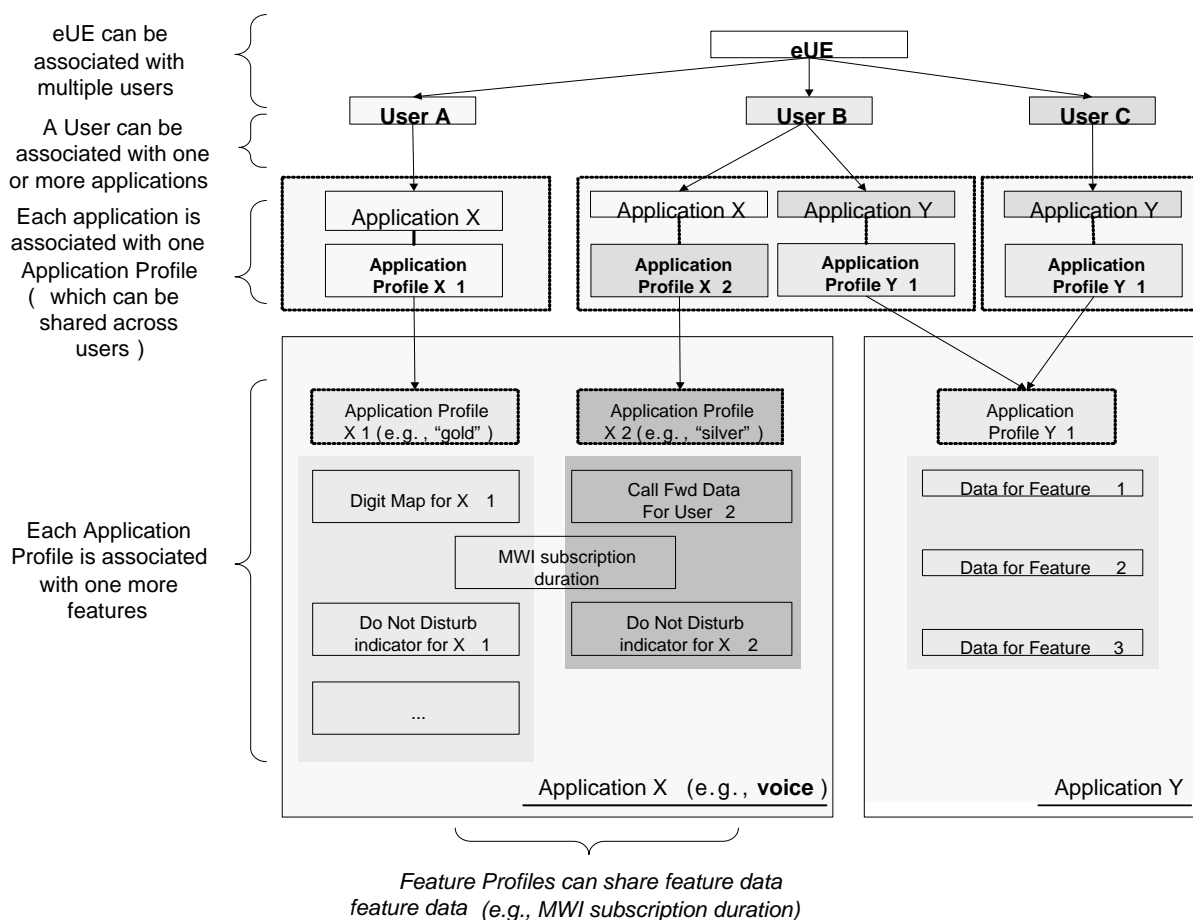 eUE can be
associated with
multiple users
eUE
User A
User B
User C
A User can be
associated with one
or more applications
Each application is
associated with one
Application Profile
( which can be
shared across
users )
Application X
Application
Profile X 1
Application X
Application
Profile X 2
Application Y
Application
Profile Y 1
Application Y
Application
Profile Y 1
Each Application
Profile is associated
with one more
features
Application Profile
X 1 (e.g., “gold” )
Digit Map for X 1
Do Not Disturb
indicator for X 1
...
Application Profile
X 2 (e.g., “silver” )
Call Fwd Data
For User 2
MWI subscription
duration
Do Not Disturb
indicator for X 2
Application X (e.g., voice )
Application
Profile Y 1
Data for Feature 1
Data for Feature 2
Data for Feature 3
Application Y
Feature Profiles can share feature data
feature data (e.g., MWI subscription duration)